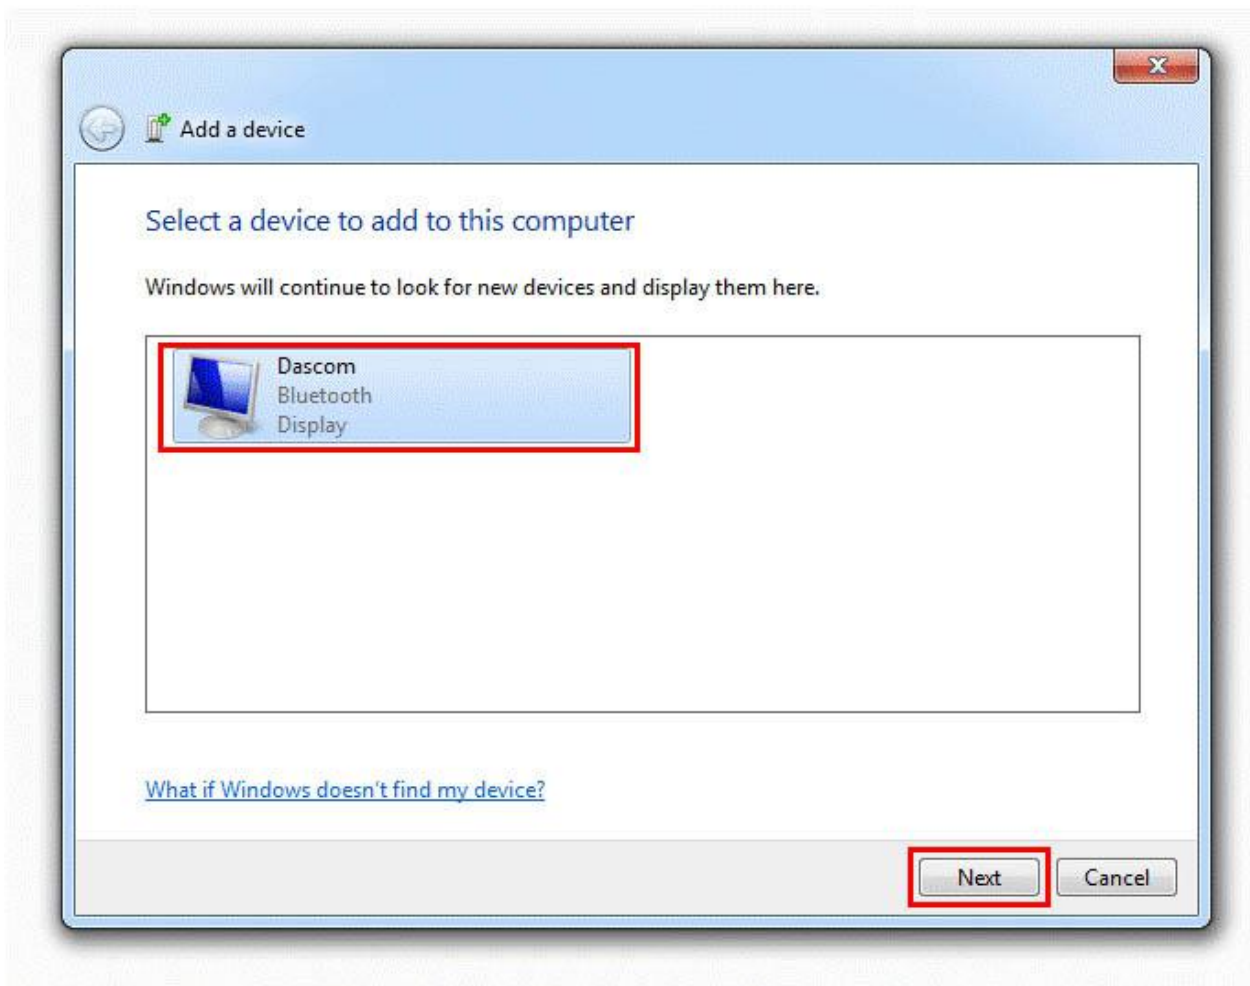 Add a device
Select a device to add to this computer
Windows will continue to look for new devices and display them here.
Dascom
Bluetooth
Display
What if Windows doesn't find my device?
Next
Cancel